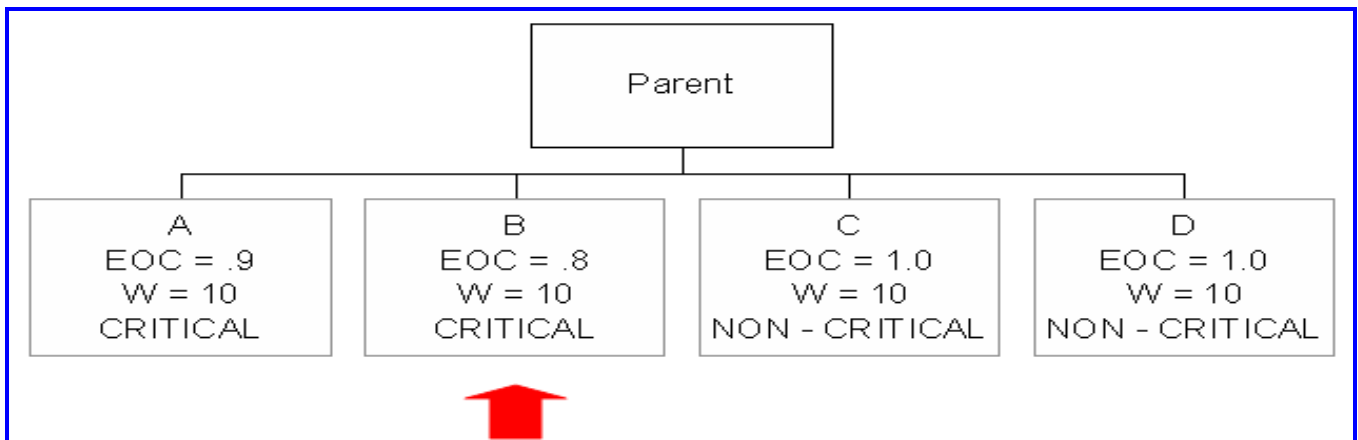 Parent
A
EOC = .9
W = 10
CRITICAL
B
EOC = .8
W = 10
CRITICAL
C
EOC = 1.0
W = 10
NON - CRITICAL
D
EOC = 1.0
W = 10
NON - CRITICAL